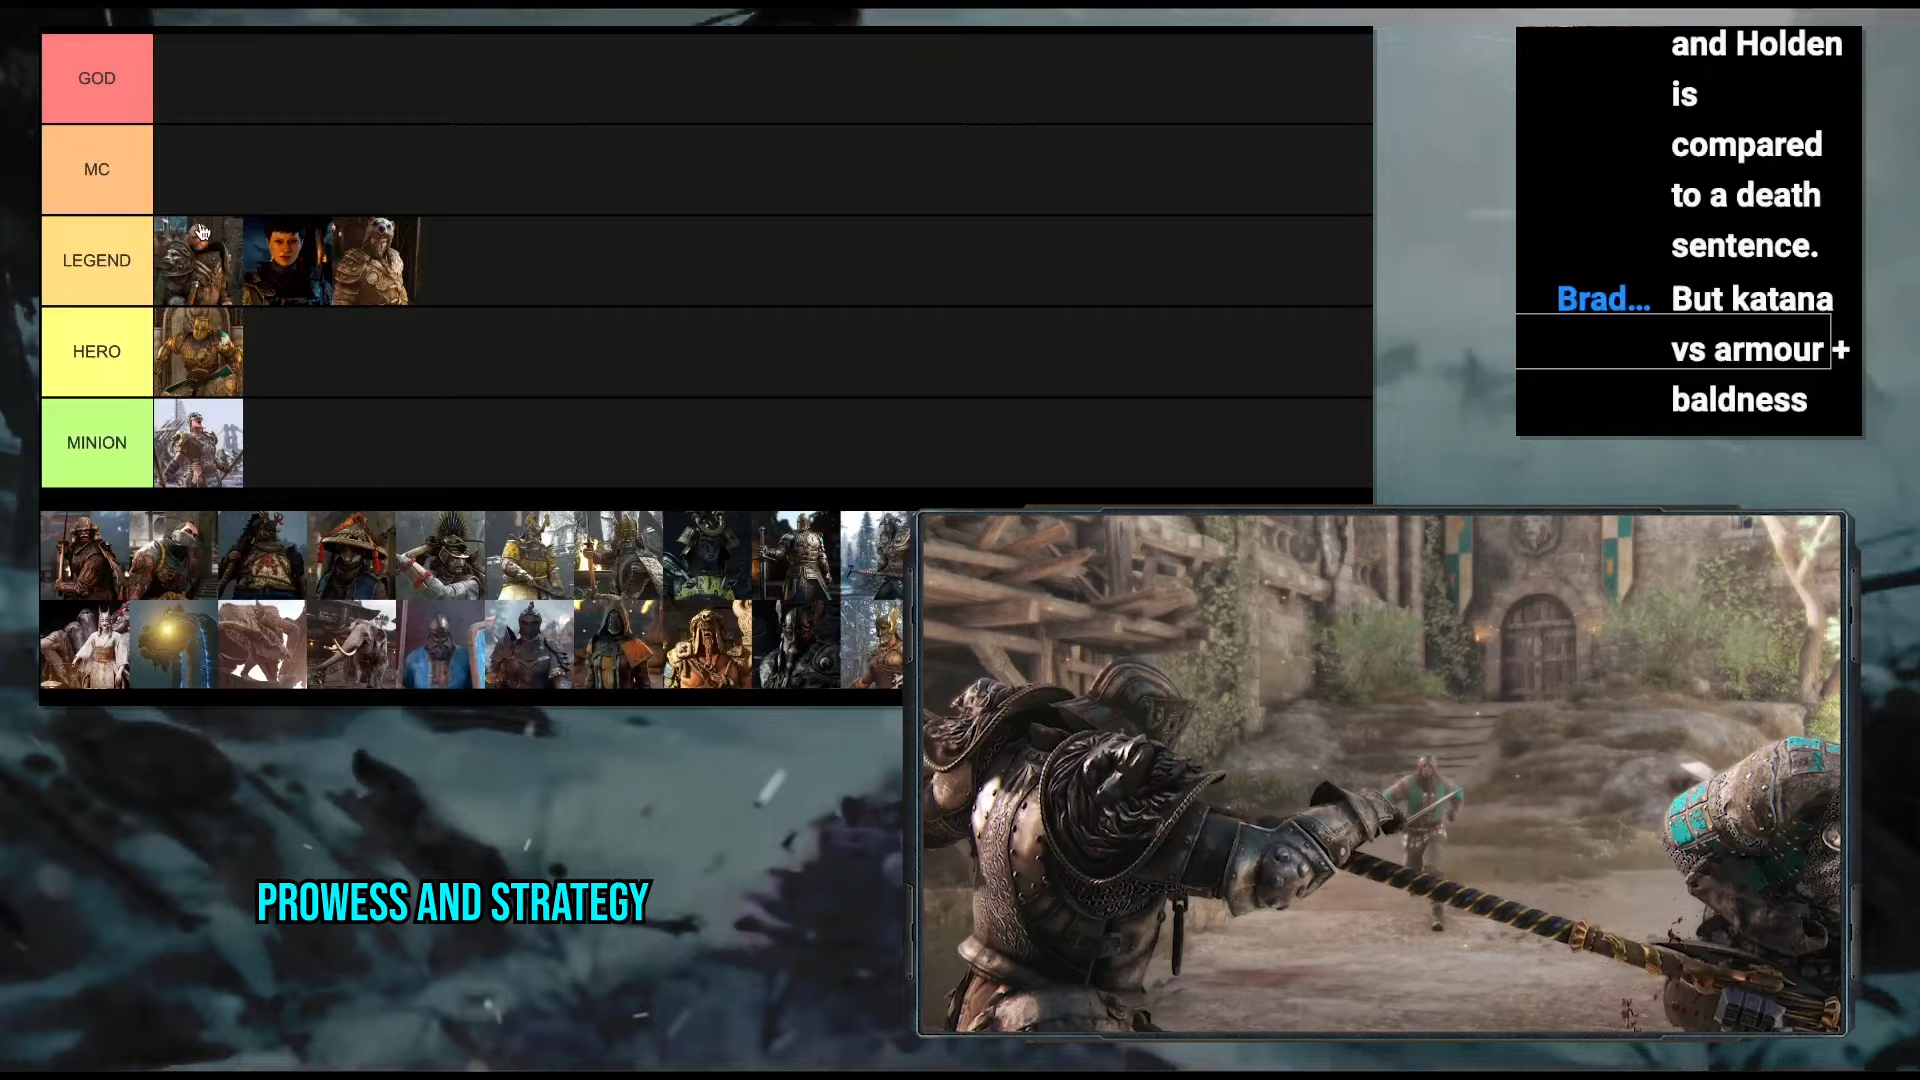 GOD
MC
LEGEND
HERO
MINION
and Holden
is
compared
to a death
sentence.
Brad... But katana
vs armour +
baldness
PROWESS AND STRATEGY